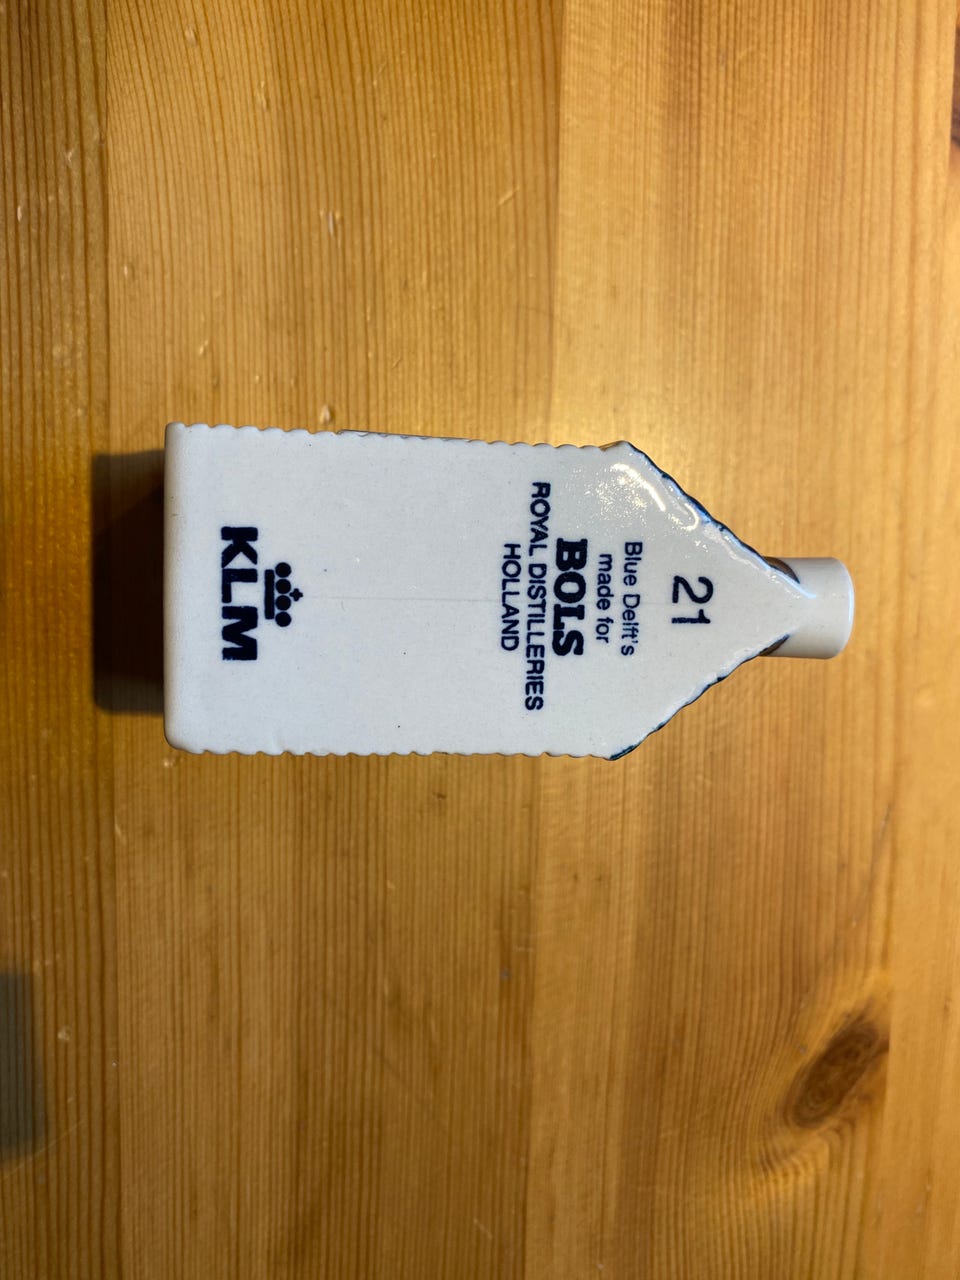 21
Blue Delft's
made for
BOLS
ROYAL DISTILLERIES
HOLLAND
KLM